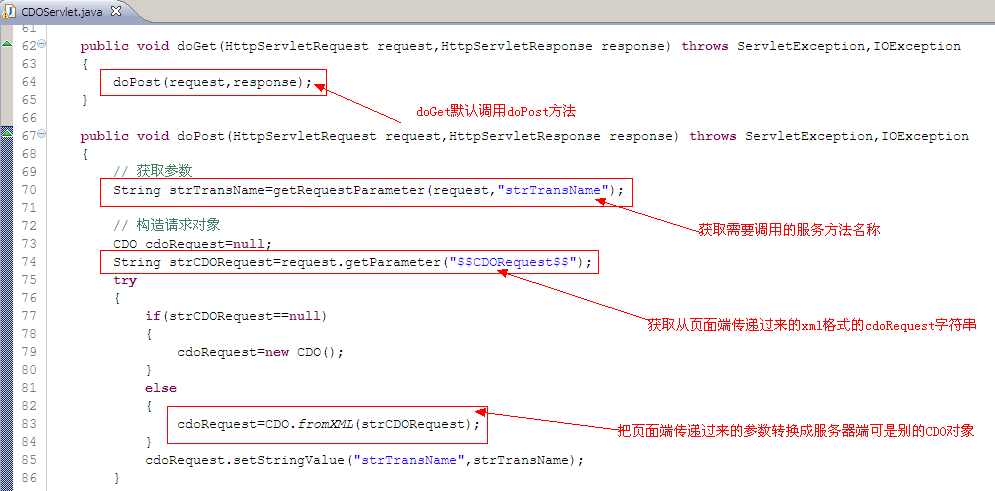 CDOServlet.java
61
62 public void doGet(HttpServletRequest request,HttpServletResponse response) throws ServletException,IOException
63 {
64 doPost(request,response);
65 }
doGet默认调用doPost方法
66
67 public void doPost(HttpServletRequest request,HttpServletResponse response) throws ServletException,IOException
68 {
69 // 获取参数
70 String strTransName=getRequestParameter(request,"strTransName");
71
获取需要调用的服务方法名称
72 // 构造请求对象
73 CDO cdoRequest=null;
74 String strCDORequest=request.getParameter("$$CDORequest$$");
75 try
76 {
77 if(strCDORequest==null)
获取从页面端传递过来的xml格式的cdoRequest字符串
78 {
79 cdoRequest=new CDO();
80 }
81 else
82 {
83 cdoRequest=CDO.fromXML(strCDORequest);
把页面端传递过来的参数转换成服务器端可是别的CDO对象
84 }
85 cdoRequest.setStringValue("strTransName",strTransName);
86 }